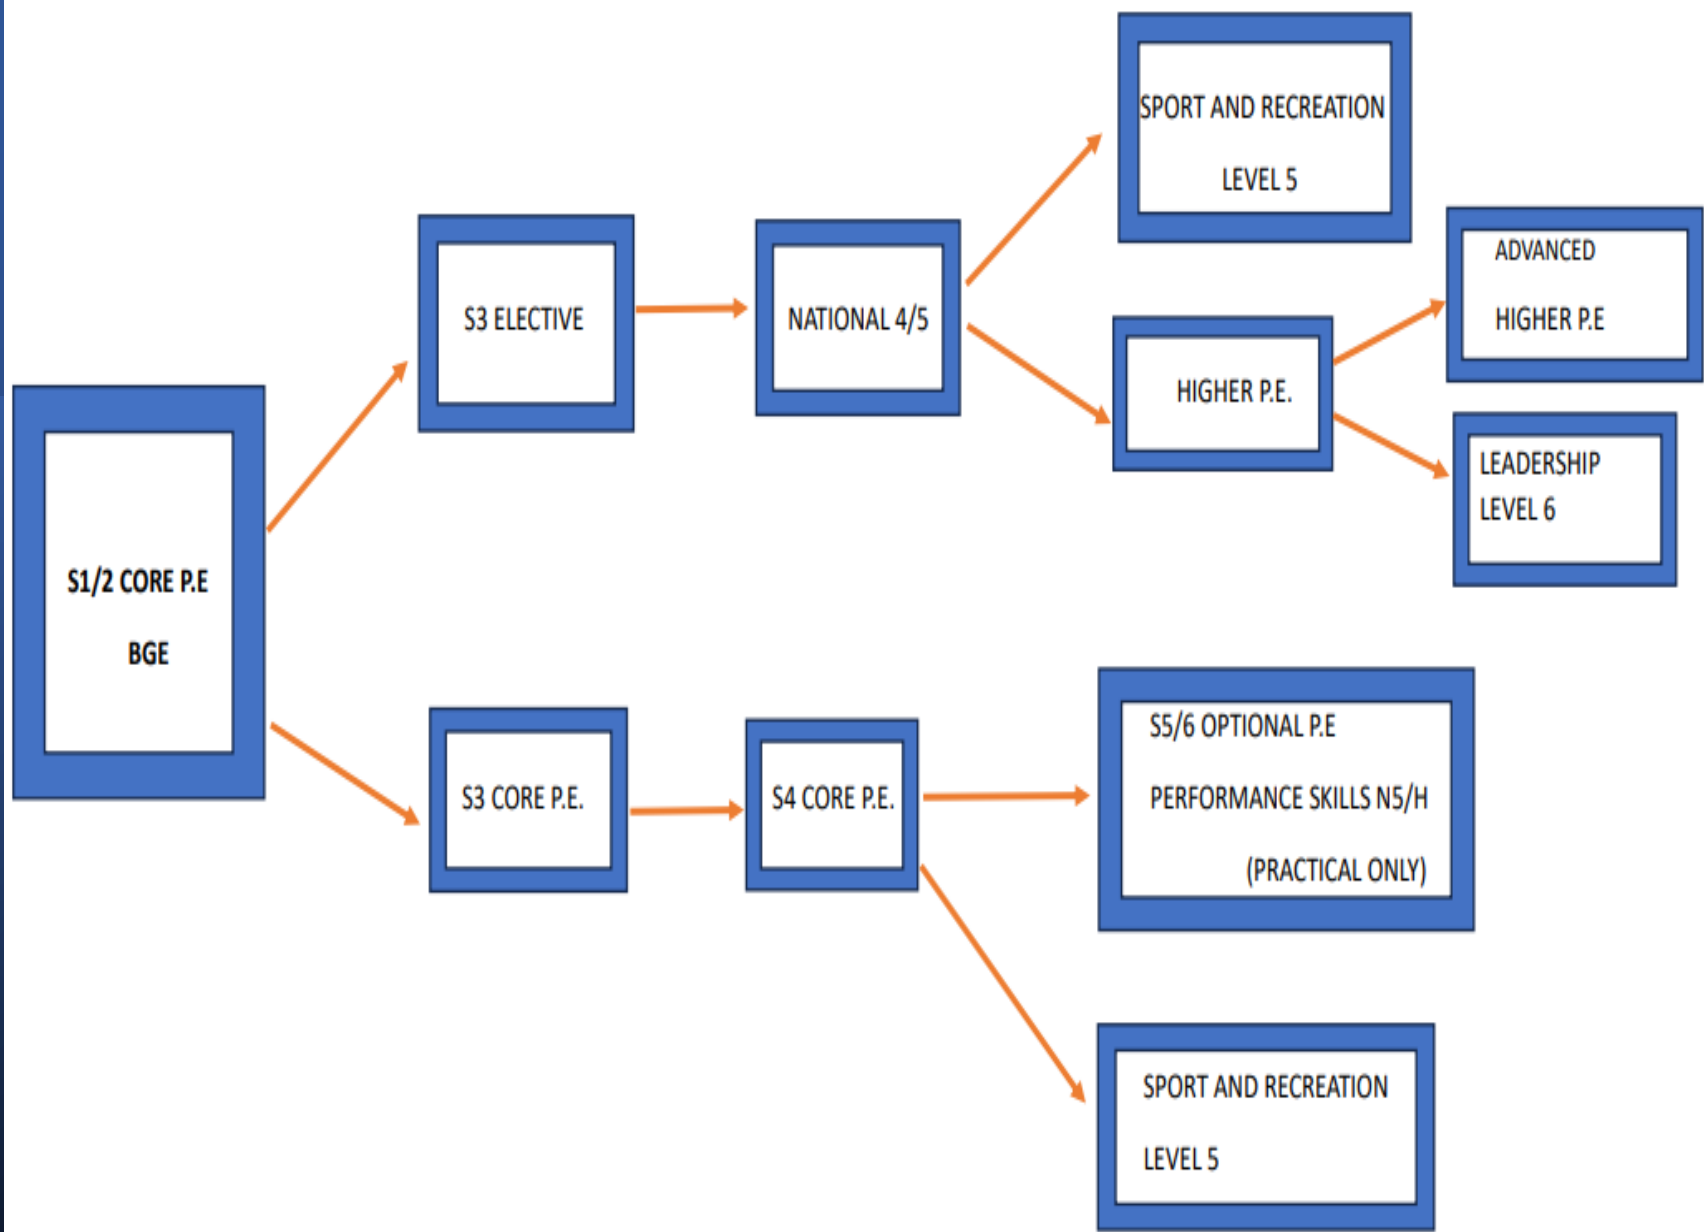 S1/2 CORE P.E
BGE
S3 ELECTIVE
NATIONAL 4/5
SPORT AND RECREATION
LEVEL 5
HIGHER P.E.
ADVANCED
HIGHER P.E
LEADERSHIP
LEVEL 6
S3 CORE P.E.
S4 CORE P.E.
S5/6 OPTIONAL P.E
PERFORMANCE SKILLS N5/H
(PRACTICAL ONLY)
SPORT AND RECREATION
LEVEL 5